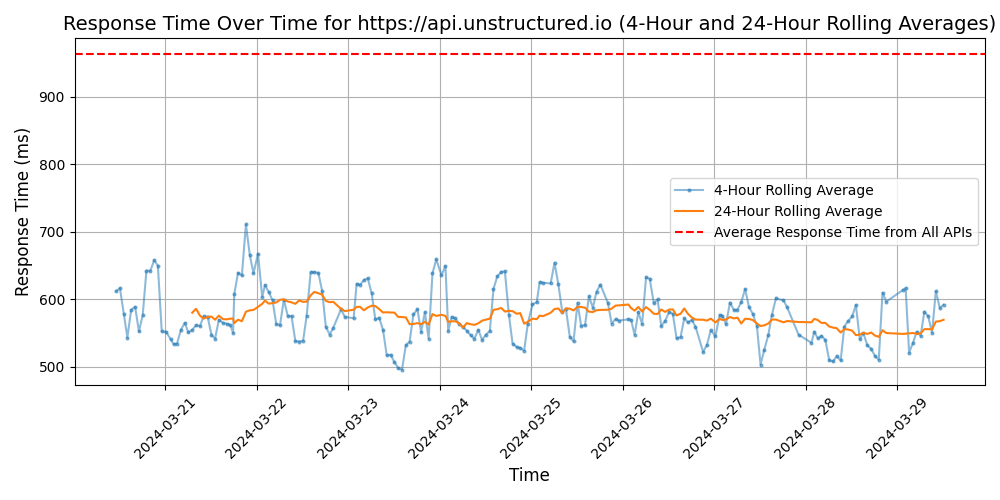 Response Time Over Time for https://api.unstructured.io (4-Hour and 24-Hour Rolling Averages)
Response Time (ms)
900
800
700
600
500
4-Hour Rolling Average
24-Hour Rolling Average
Average Response Time from All APIs
2024-03-21
2024-03-22
2024-03-23
2024-03-24
2024-03-25
2024-03-26
2024-03-27
2024-03-28
2024-03-29
Time